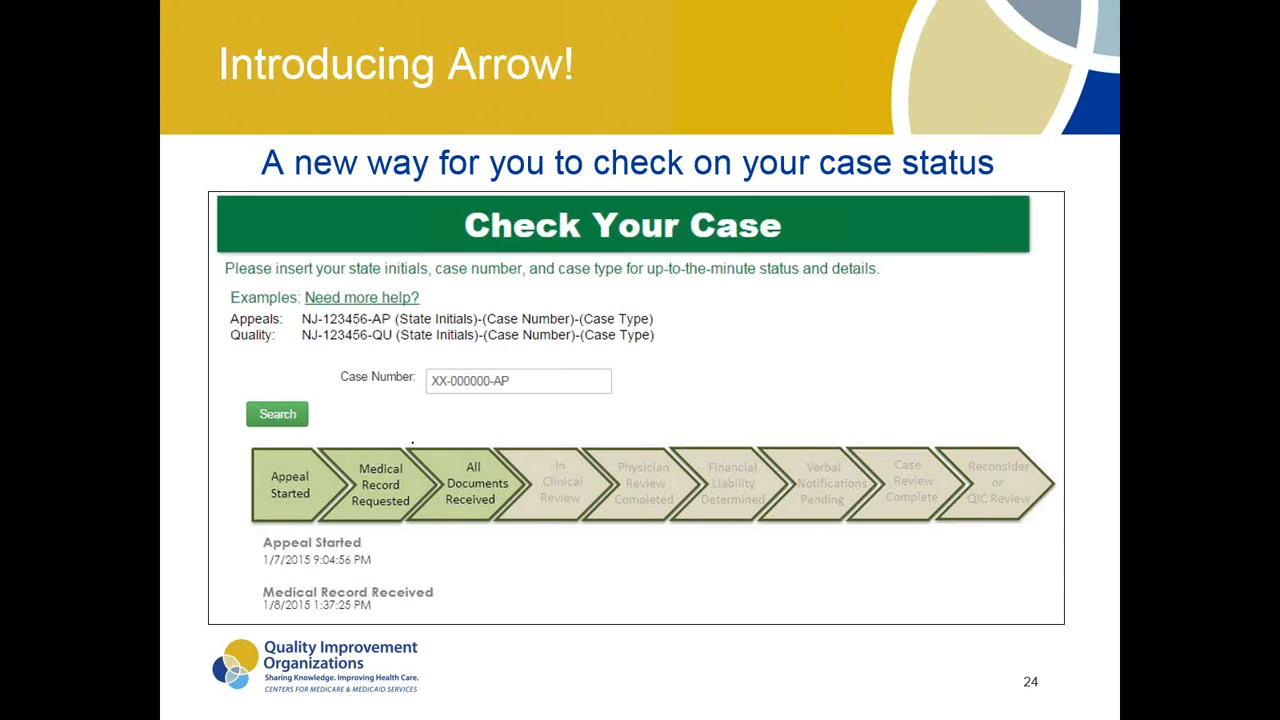 Introducing Arrow!
A new way for you to check on your case status
Check Your Case
Please insert your state initials, case number, and case type for up-to-the-minute status and details.
Examples: Need more help?
Appeals: NJ-123456-AP (State Initials)-(Case Number)-(Case Type)
Quality: NJ-123456-QU (State Initials)-(Case Number)-(Case Type)
Case Number: XX-000000-AP
Search
Appeal
Started
Medical
Record
Requested
All
Documents
Received
In
Clinical
Review
Physician
Review
Completed
Financial
Liability
Determined
Verbal
Notifications
Pending
Case
Review
Complete
Reconsider
or
QIC Review
Appeal Started
1/7/2015 9:04:56 PM
Medical Record Received
1/8/2015 1:37:25 PM
Quality Improvement
Organizations
Sharing Knowledge. Improving Health Care.
CENTERS FOR MEDICARE & MEDICAID SERVICES
24